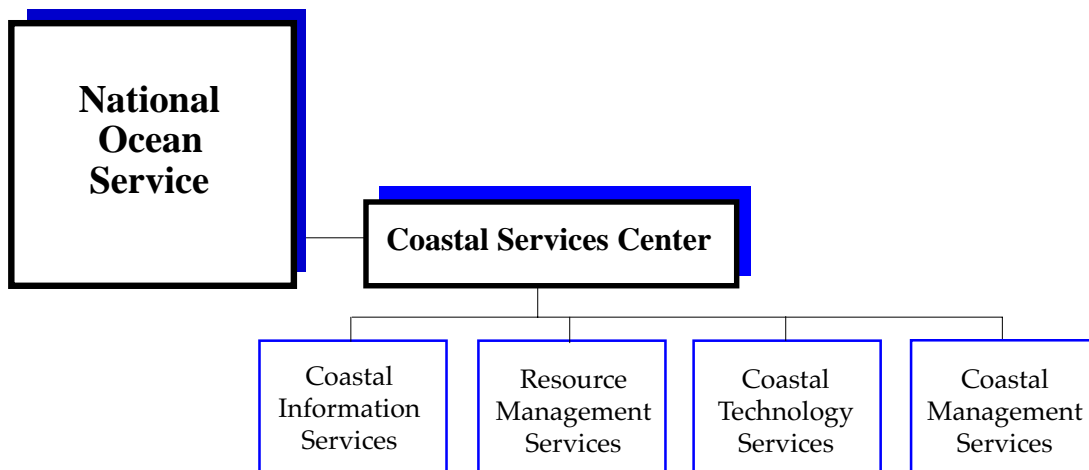 National
Ocean
Service
Coastal Services Center
Coastal
Information
Services
Resource
Management
Services
Coastal
Technology
Services
Coastal
Management
Services